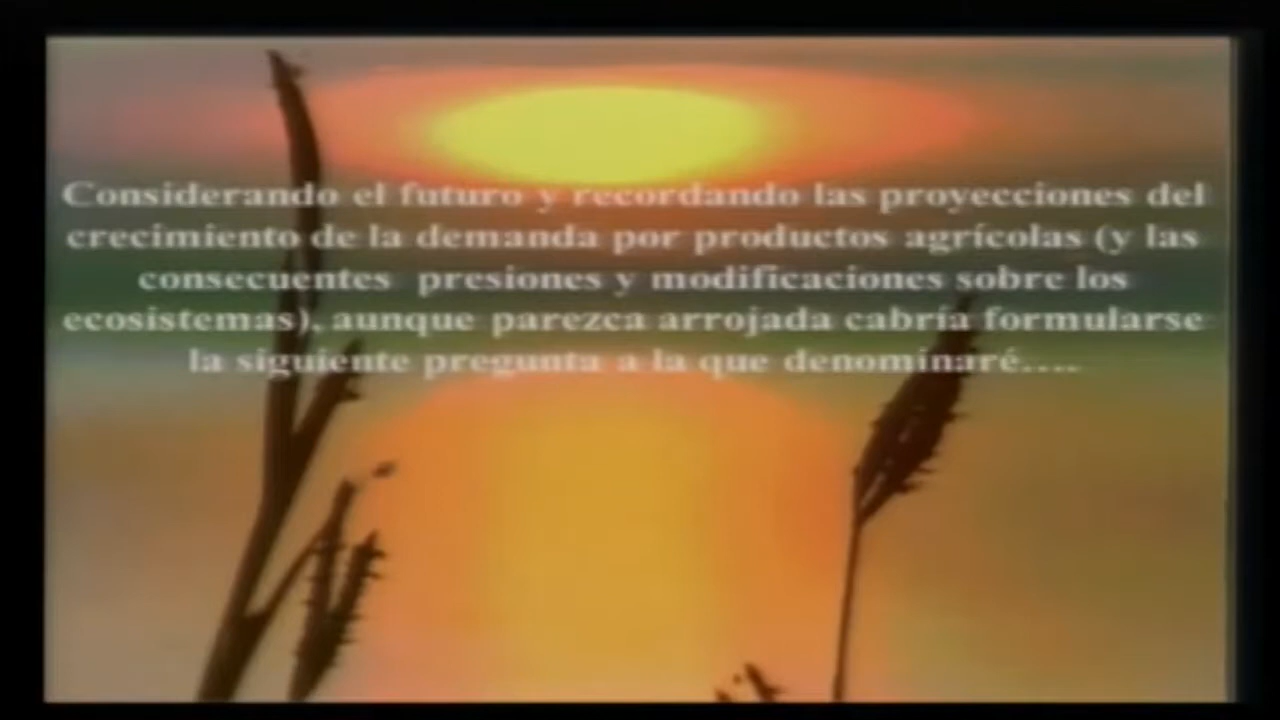 Considerando el futuro y recordando las proyecciones del
crecimiento de la demanda por productos agrícolas (y las
consecuentes presiones y modificaciones sobre los
ecosistemas), aunque parezca arrojada cabría formularse
la siguiente pregunta a la que denominaré….